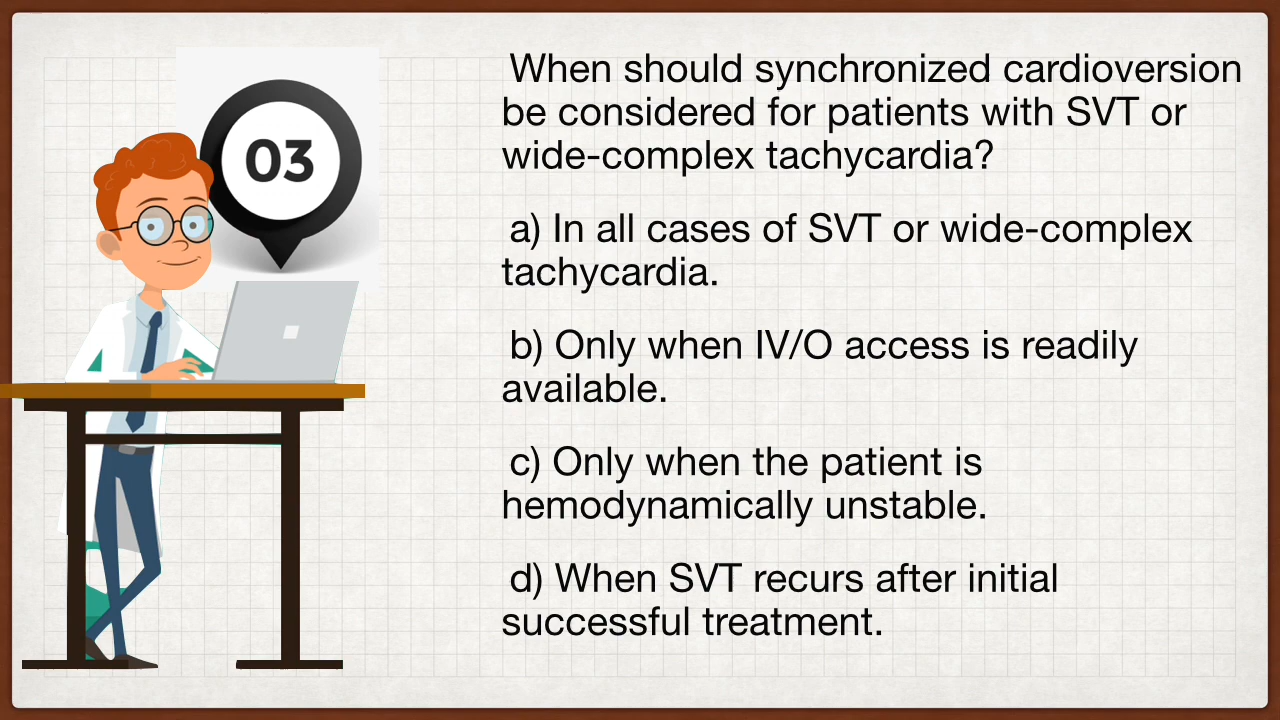 03
When should synchronized cardioversion
be considered for patients with SVT or
wide-complex tachycardia?
a) In all cases of SVT or wide-complex
tachycardia.
b) Only when IV/O access is readily
available.
c) Only when the patient is
hemodynamically unstable.
d) When SVT recurs after initial
successful treatment.